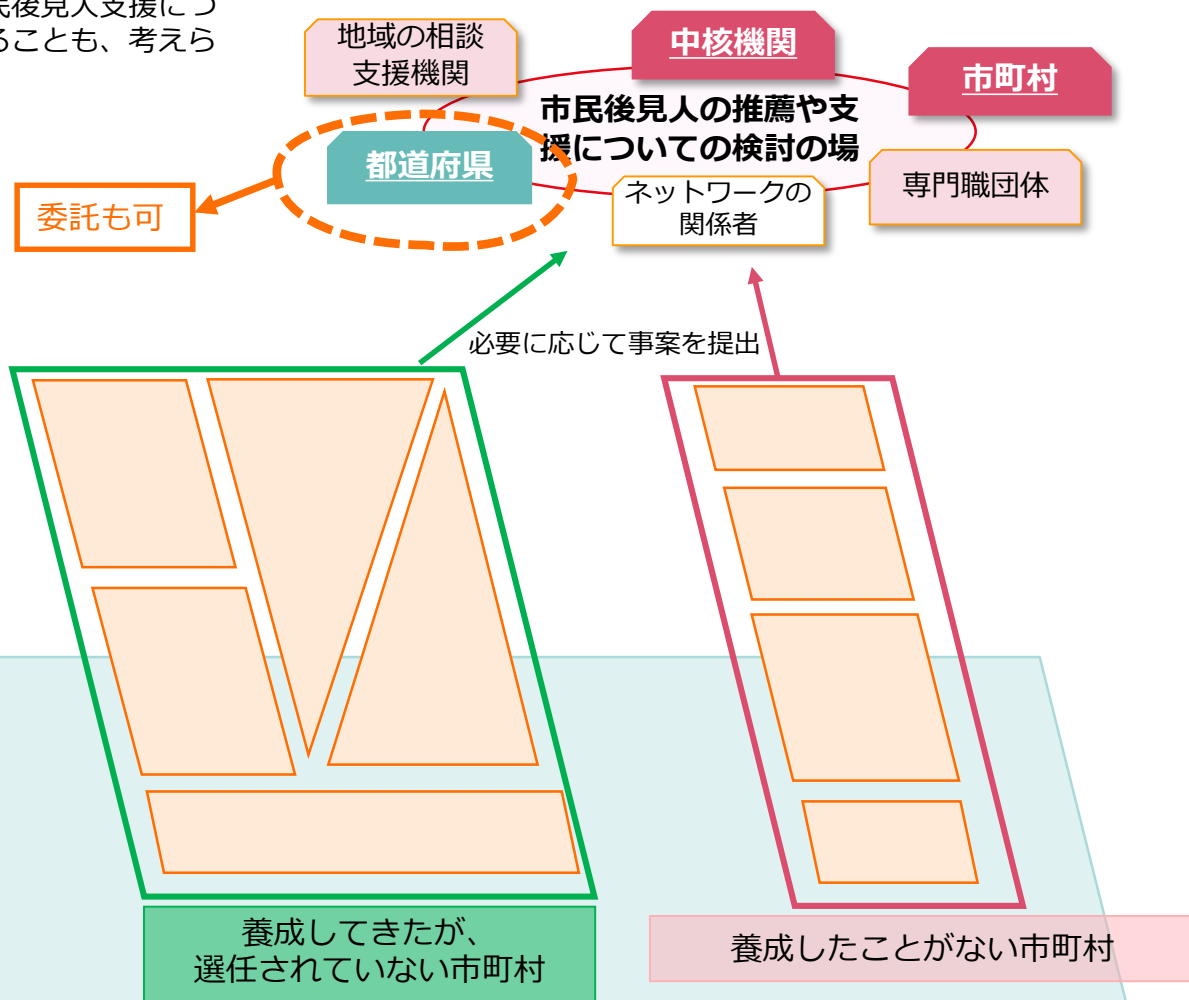 民後見人支援につ
ることも、考えら
地域の相談
支援機関
中核機関
市町村
市民後見人の推薦や支
援についての検討の場
都道府県
専門職団体
ネットワークの
関係者
委託も可
必要に応じて事案を提出
養成してきたが、
選任されていない市町村
養成したことがない市町村